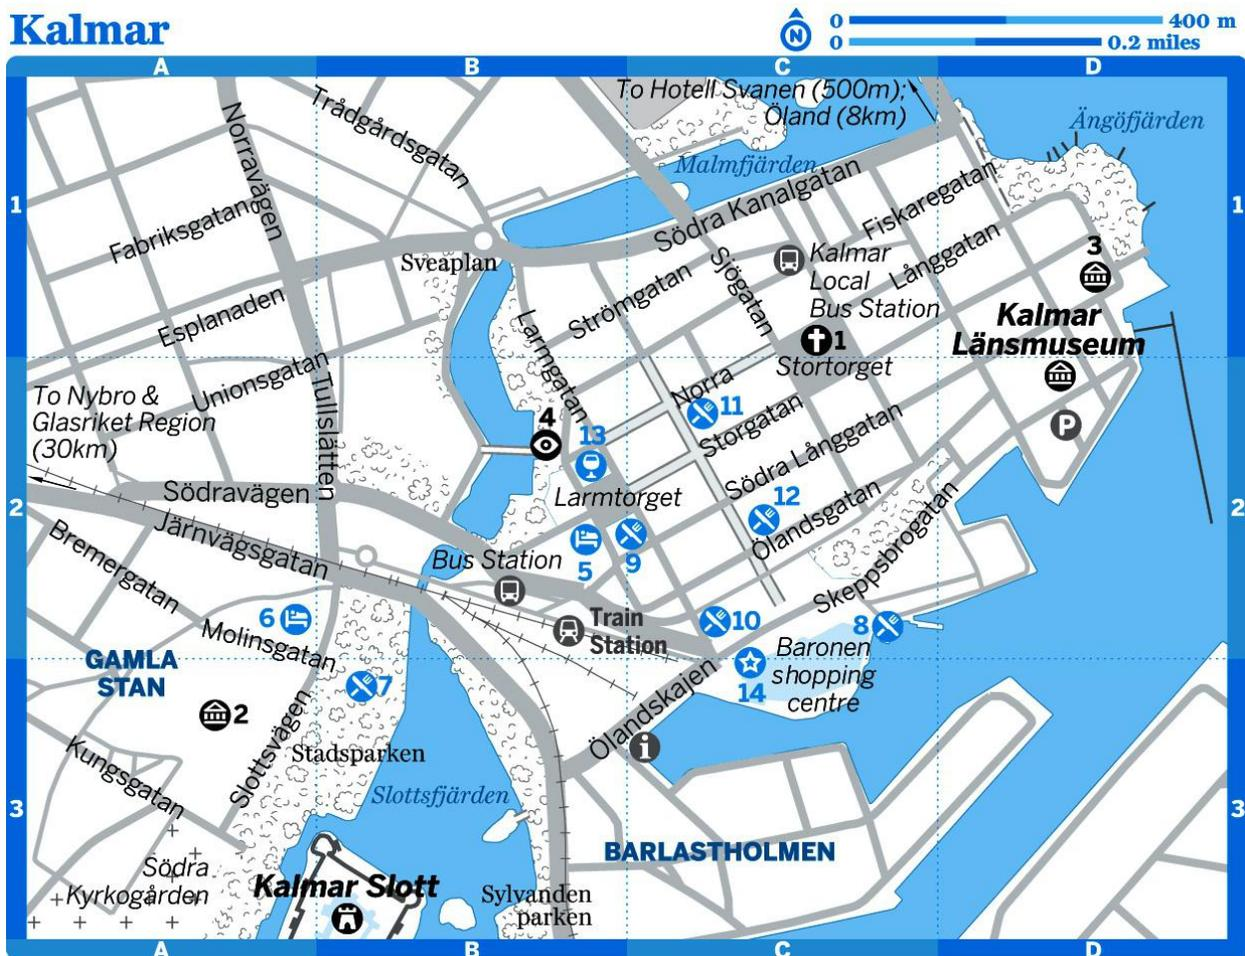 Kalmar
N
0 400 m
0 0.2 miles
A B C D
To Hotell Svanen (500m);
Öland (8km)
Ängöfjärden
Trådgårdsgatan
Norravägen
Malmfjärden
1
1
Fabriksgatan
Södra Kanalgatan
Fiskaregatan
Sveaplan
Sjögatan
Kalmar
Local
Bus Station
Långgatan
3
Esplanaden
Larmgatan
Strömgatan
1
Stortorget
Kalmar
Länsmuseum
To Nybro &
Glasriket Region
(30km)
Unionsgatan
Tullslätten
Norra
11
4
13
Storgatan
P
Södra Långgatan
Larmtorget
2
2
Södravägen
12
Ölandsgatan
Järnvägsgatan
Bremergatan
Bus Station
5
9
Skeppsbrogatan
6
Train
Station
10
8
Molinsgatan
GAMLA
STAN
Baronen
shopping
centre
7
14
2
Slottsvägen
Ölandskajen
i
Stadsparken
Kungsgatan
Slottsfjärden
3
3
BARLASTHOLMEN
Södra
Kyrkogården
Kalmar Slott
Sylvanden
parken
A B C D